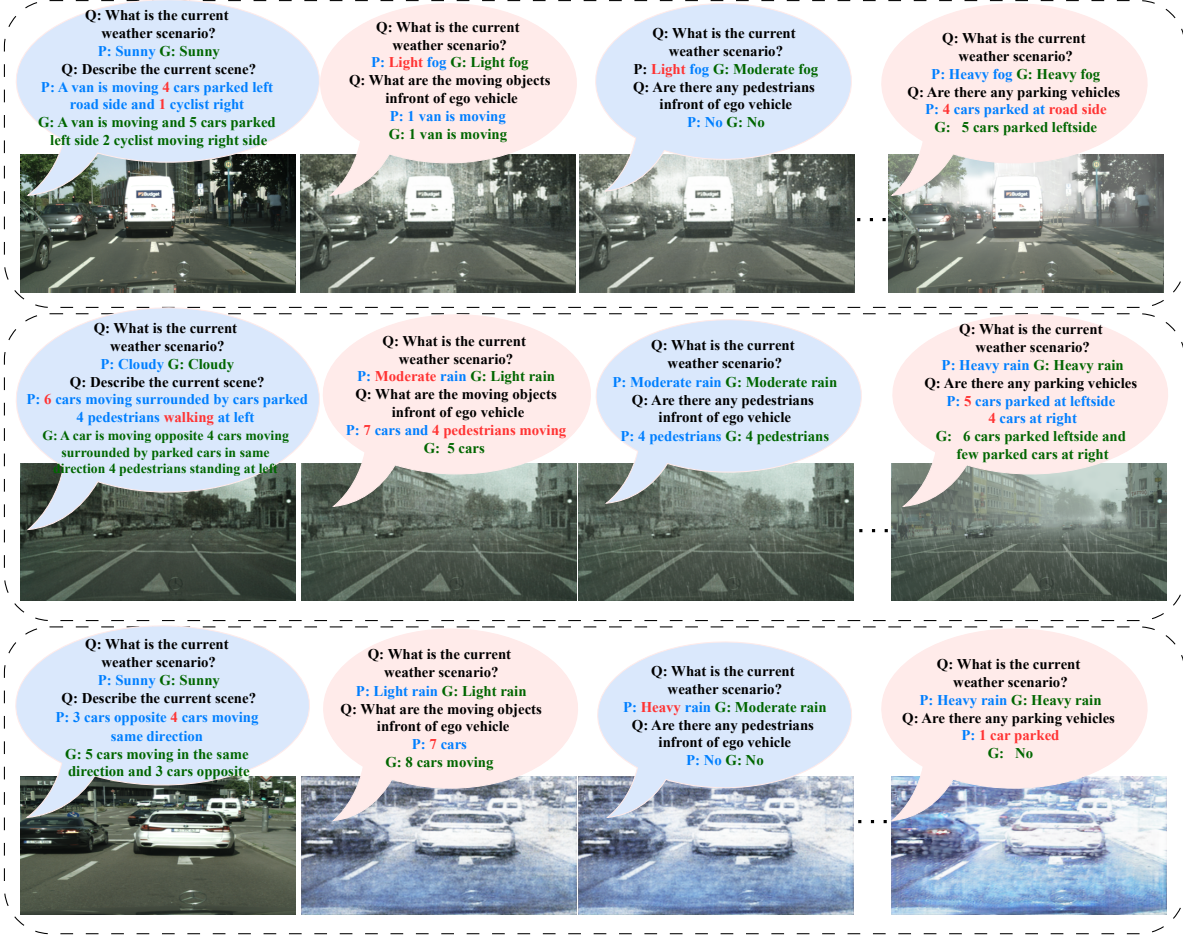 Q: What is the current
weather scenario?
P: Sunny G: Sunny
Q: Describe the current scene?
P: A van is moving 4 cars parked left
road side and 1 cyclist right
G: A van is moving and 5 cars parked
left side 2 cyclist moving right side
Q: What is the current
weather scenario?
P: Light fog G: Light fog
Q: What are the moving objects
infront of ego vehicle
P: 1 van is moving
G: 1 van is moving
Q: What is the current
weather scenario?
P: Light fog G: Moderate fog
Q: Are there any pedestrians
infront of ego vehicle
P: No G: No
Q: What is the current
weather scenario?
P: Heavy fog G: Heavy fog
Q: Are there any parking vehicles
P: 4 cars parked at road side
G: 5 cars parked leftside
Budget
Budget
Budget
...
Budget
Q: What is the current
weather scenario?
P: Cloudy G: Cloudy
Q: Describe the current scene?
P: 6 cars moving surrounded by cars parked
4 pedestrians walking at left
G: A car is moving opposite 4 cars moving
surrounded by parked cars in same
direction 4 pedestrians standing at left
Q: What is the current
weather scenario?
P: Moderate rain G: Light rain
Q: What are the moving objects
infront of ego vehicle
P: 7 cars and 4 pedestrians moving
G: 5 cars
Q: What is the current
weather scenario?
P: Moderate rain G: Moderate rain
Q: Are there any pedestrians
infront of ego vehicle
P: 4 pedestrians G: 4 pedestrians
Q: What is the current
weather scenario?
P: Heavy rain G: Heavy rain
Q: Are there any parking vehicles
P: 5 cars parked at leftside
4 cars at right
G: 6 cars parked leftside and
few parked cars at right
...
Q: What is the current
weather scenario?
P: Sunny G: Sunny
Q: Describe the current scene?
P: 3 cars opposite 4 cars moving
same direction
G: 5 cars moving in the same
direction and 3 cars opposite
Q: What is the current
weather scenario?
P: Light rain G: Light rain
Q: What are the moving objects
infront of ego vehicle
P: 7 cars
G: 8 cars moving
Q: What is the current
weather scenario?
P: Heavy rain G: Moderate rain
Q: Are there any pedestrians
infront of ego vehicle
P: No G: No
Q: What is the current
weather scenario?
P: Heavy rain G: Heavy rain
Q: Are there any parking vehicles
P: 1 car parked
G: No
...